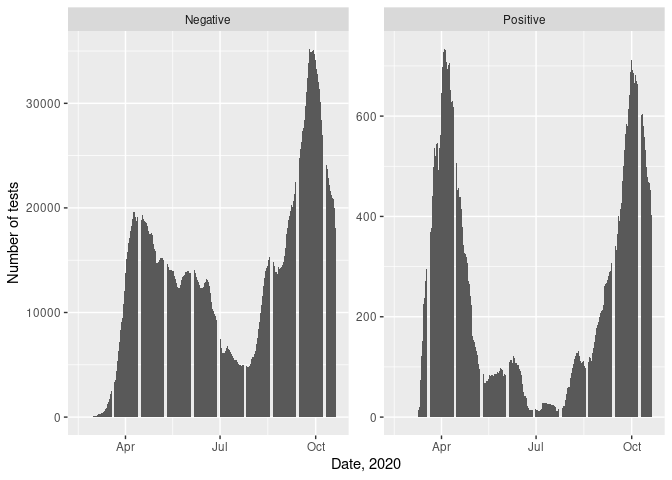 Negative
Positive
Number of tests
30000
20000
10000
0
600
400
200
0
Apr
Jul
Oct
Apr
Jul
Oct
Date, 2020